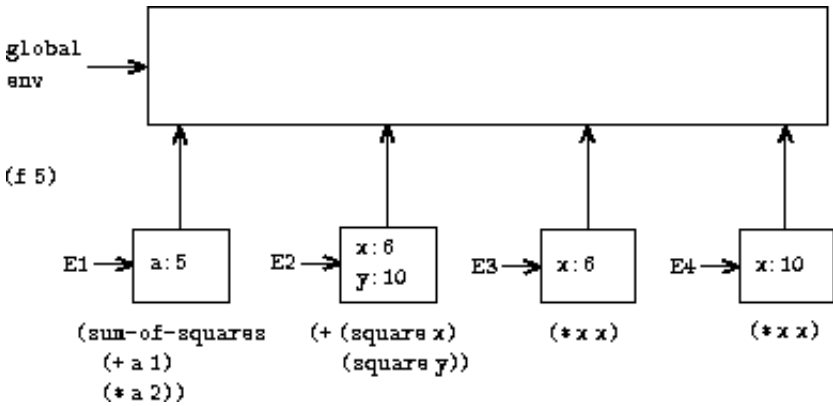 global
env
(f 5)
E1
a:5
E2
x:6
y:10
E3
x:6
E4
x:10
(sum-of-squares
(+ a 1)
(* a 2))
(+ (square x)
(square y))
(* x x)
(* x x)